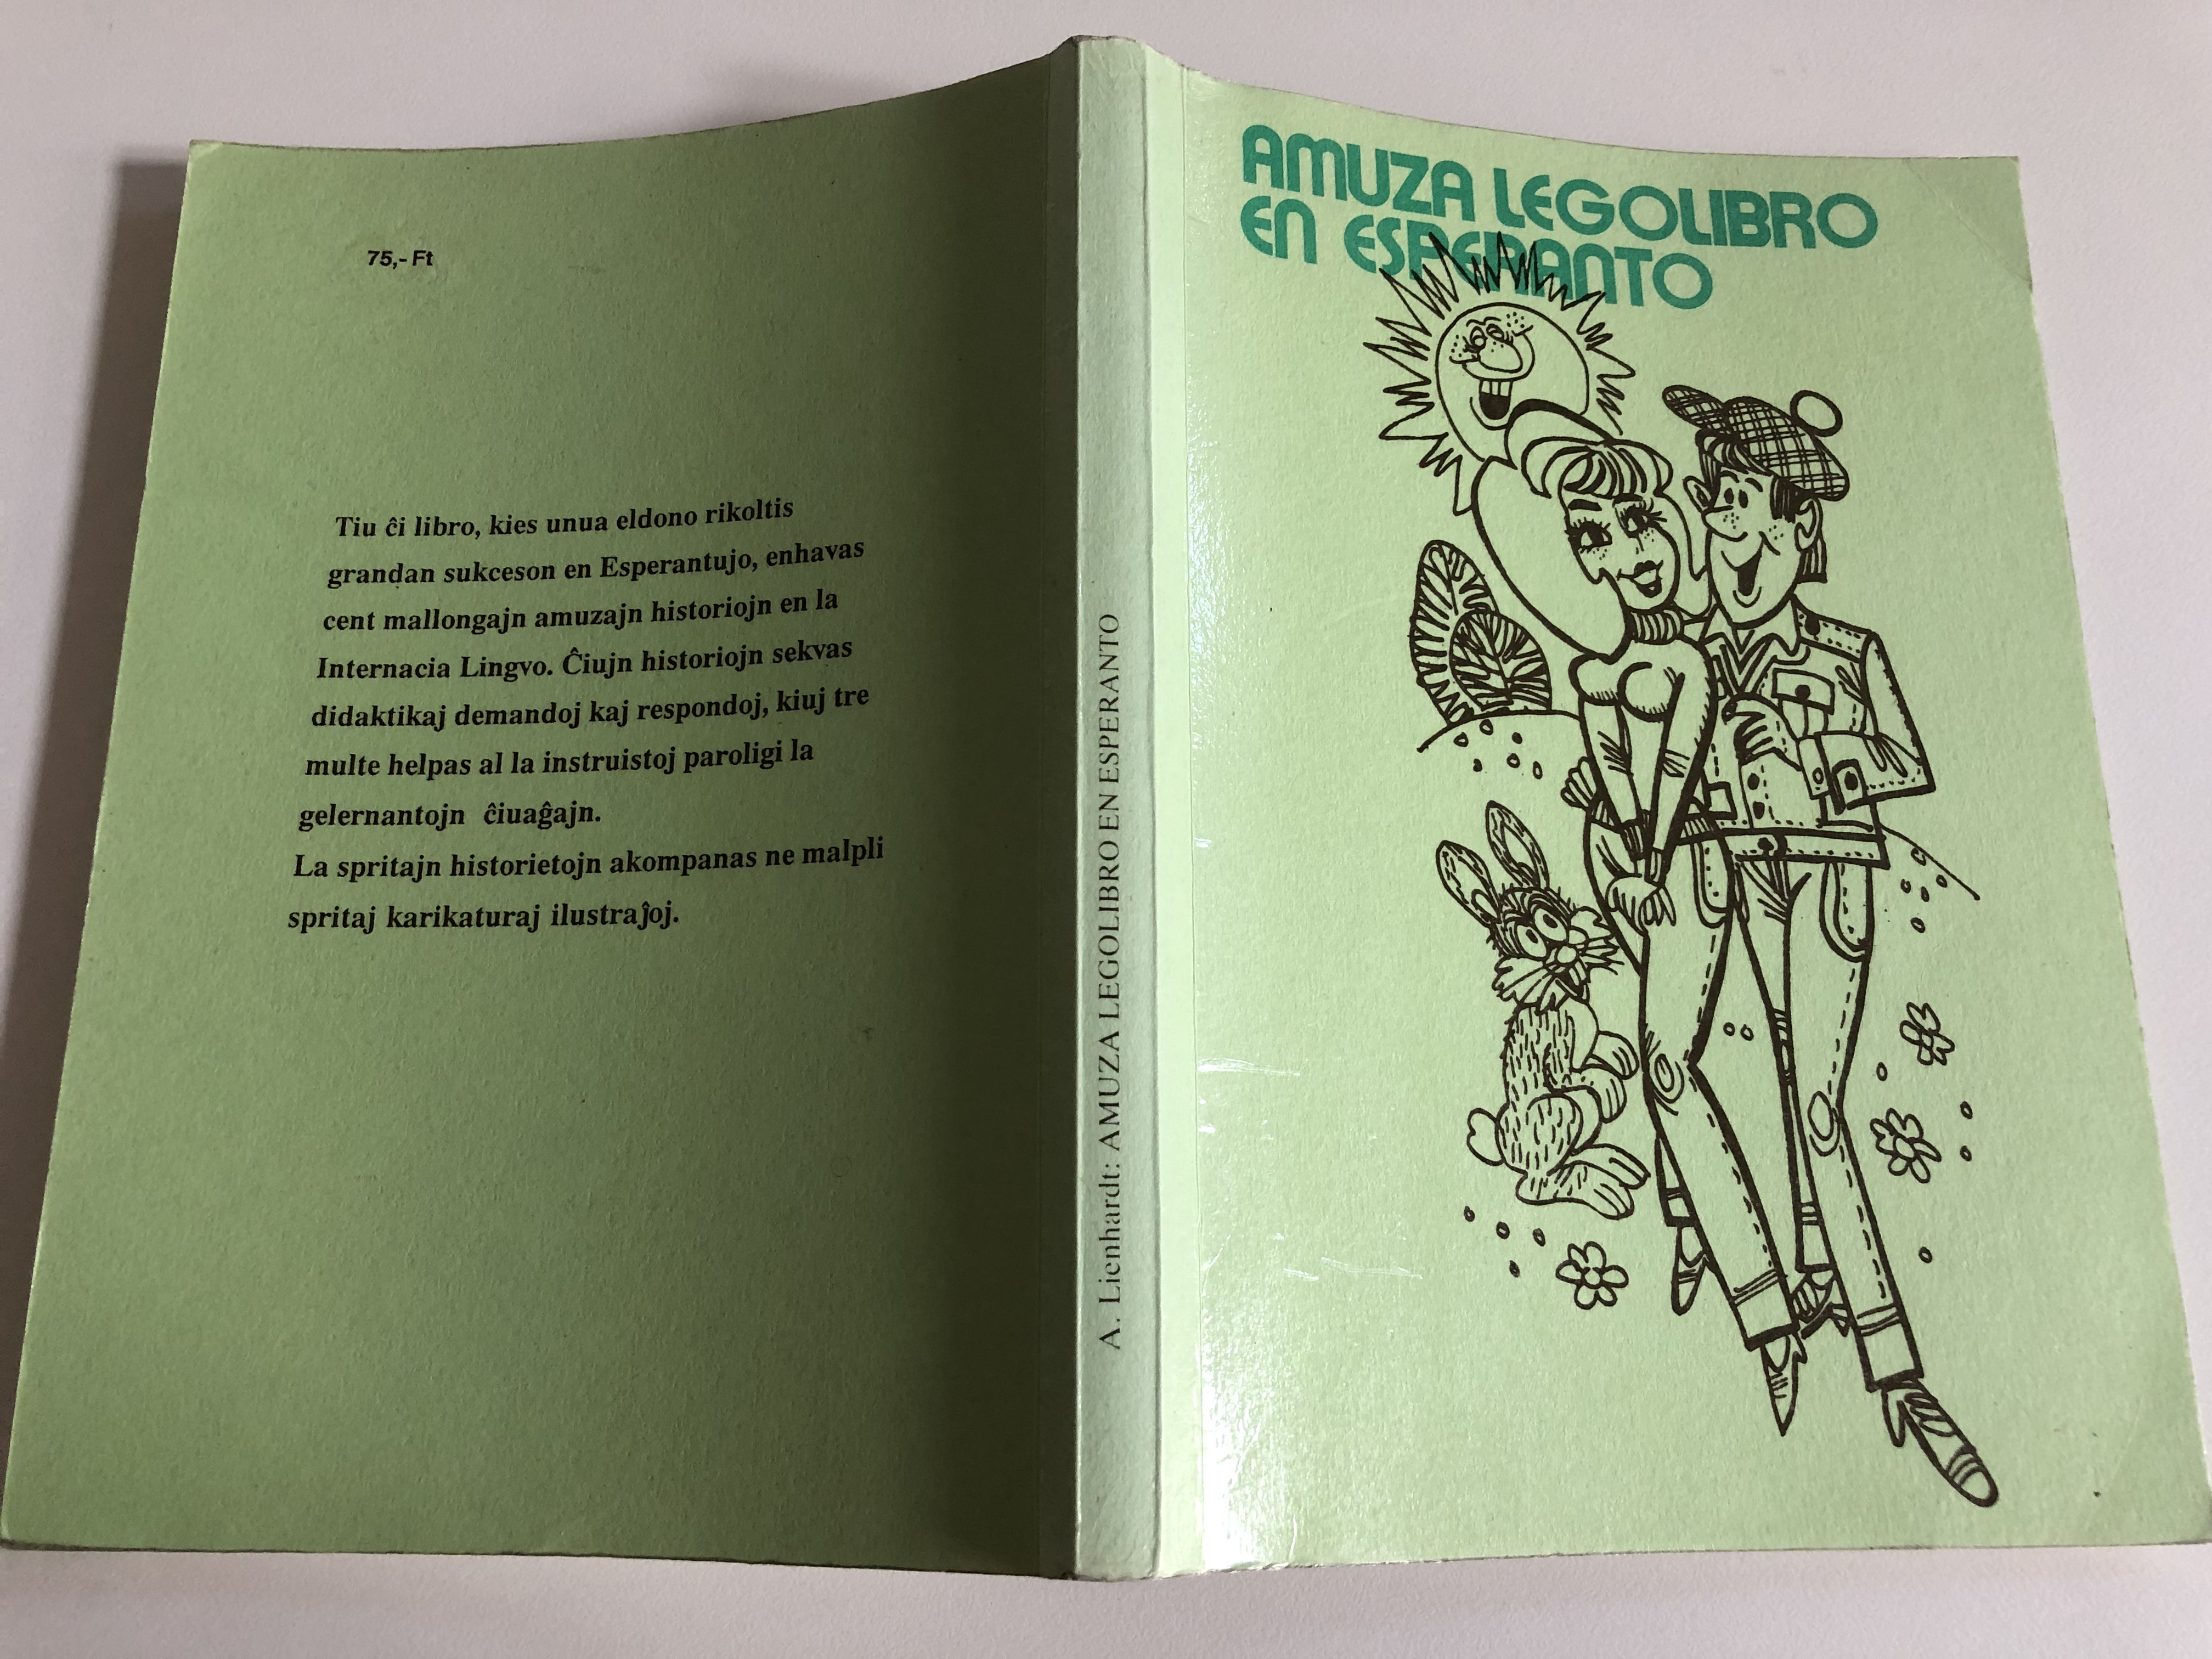 75,- Ft
Tiu ĉi libro, kies unua eldono rikoltis
grandan sukceson en Esperantujo, enhavas
cent mallongajn amuzajn historiojn en la
Internacia Lingvo. Ĉiujn historiojn sekvas
didaktikaj demandoj kaj respondoj, kiuj tre
multe helpas al la instruistoj paroligi la
gelernantojn ĉiuaĝajn.
La spritajn historietojn akompanas ne malpli
spritaj karikaturaj ilustraĵoj.
A. Lienhardt: AMUZA LEGOLIBRO EN ESPERANTO
AMUZA LEGOLIBRO
EN ESPERANTO